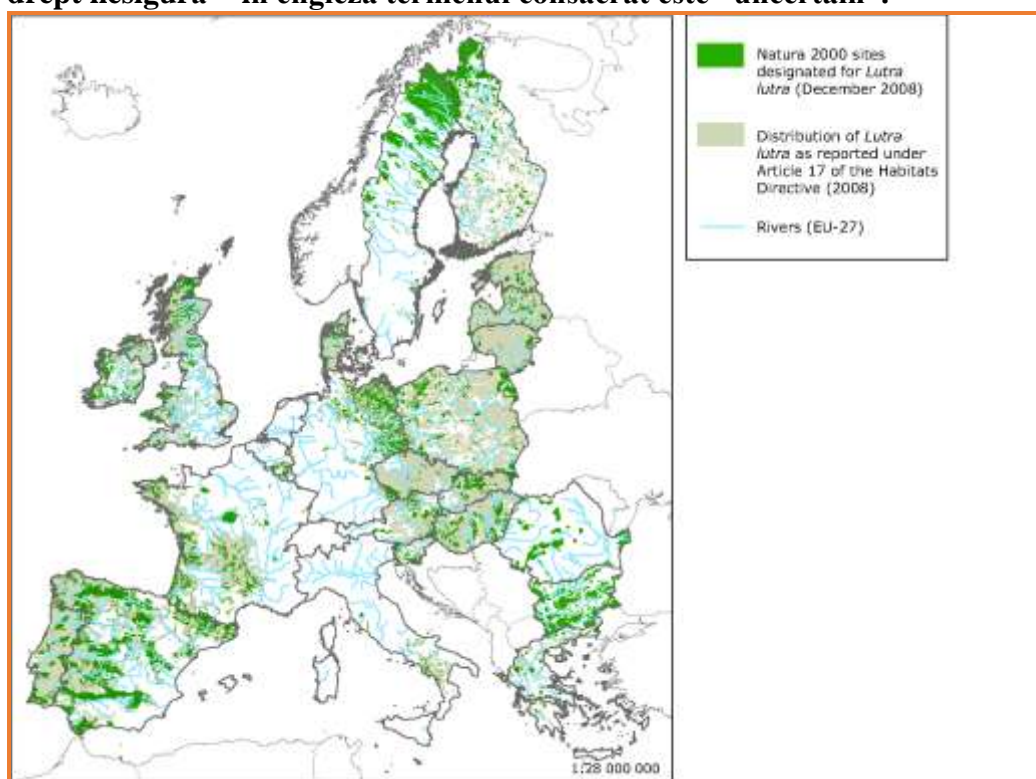 drept nesigură – în engleză termenul consacrat este "uncertain".
Natura 2000 sites
designated for Lutra
lutra (December 2008)
Distribution of Lutra
lutra as reported under
Article 17 of the Habitats
Directive (2008)
Rivers (EU-27)
1:28 000 000